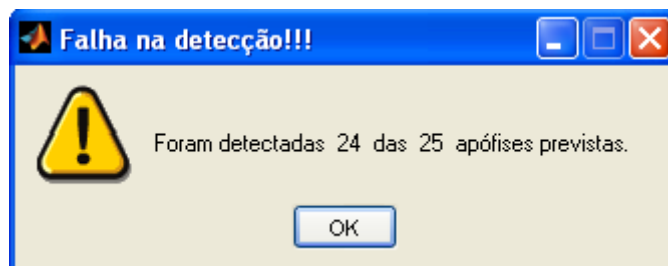 Falha na detecção!!!
Foram detectadas 24 das 25 apófises previstas.
OK